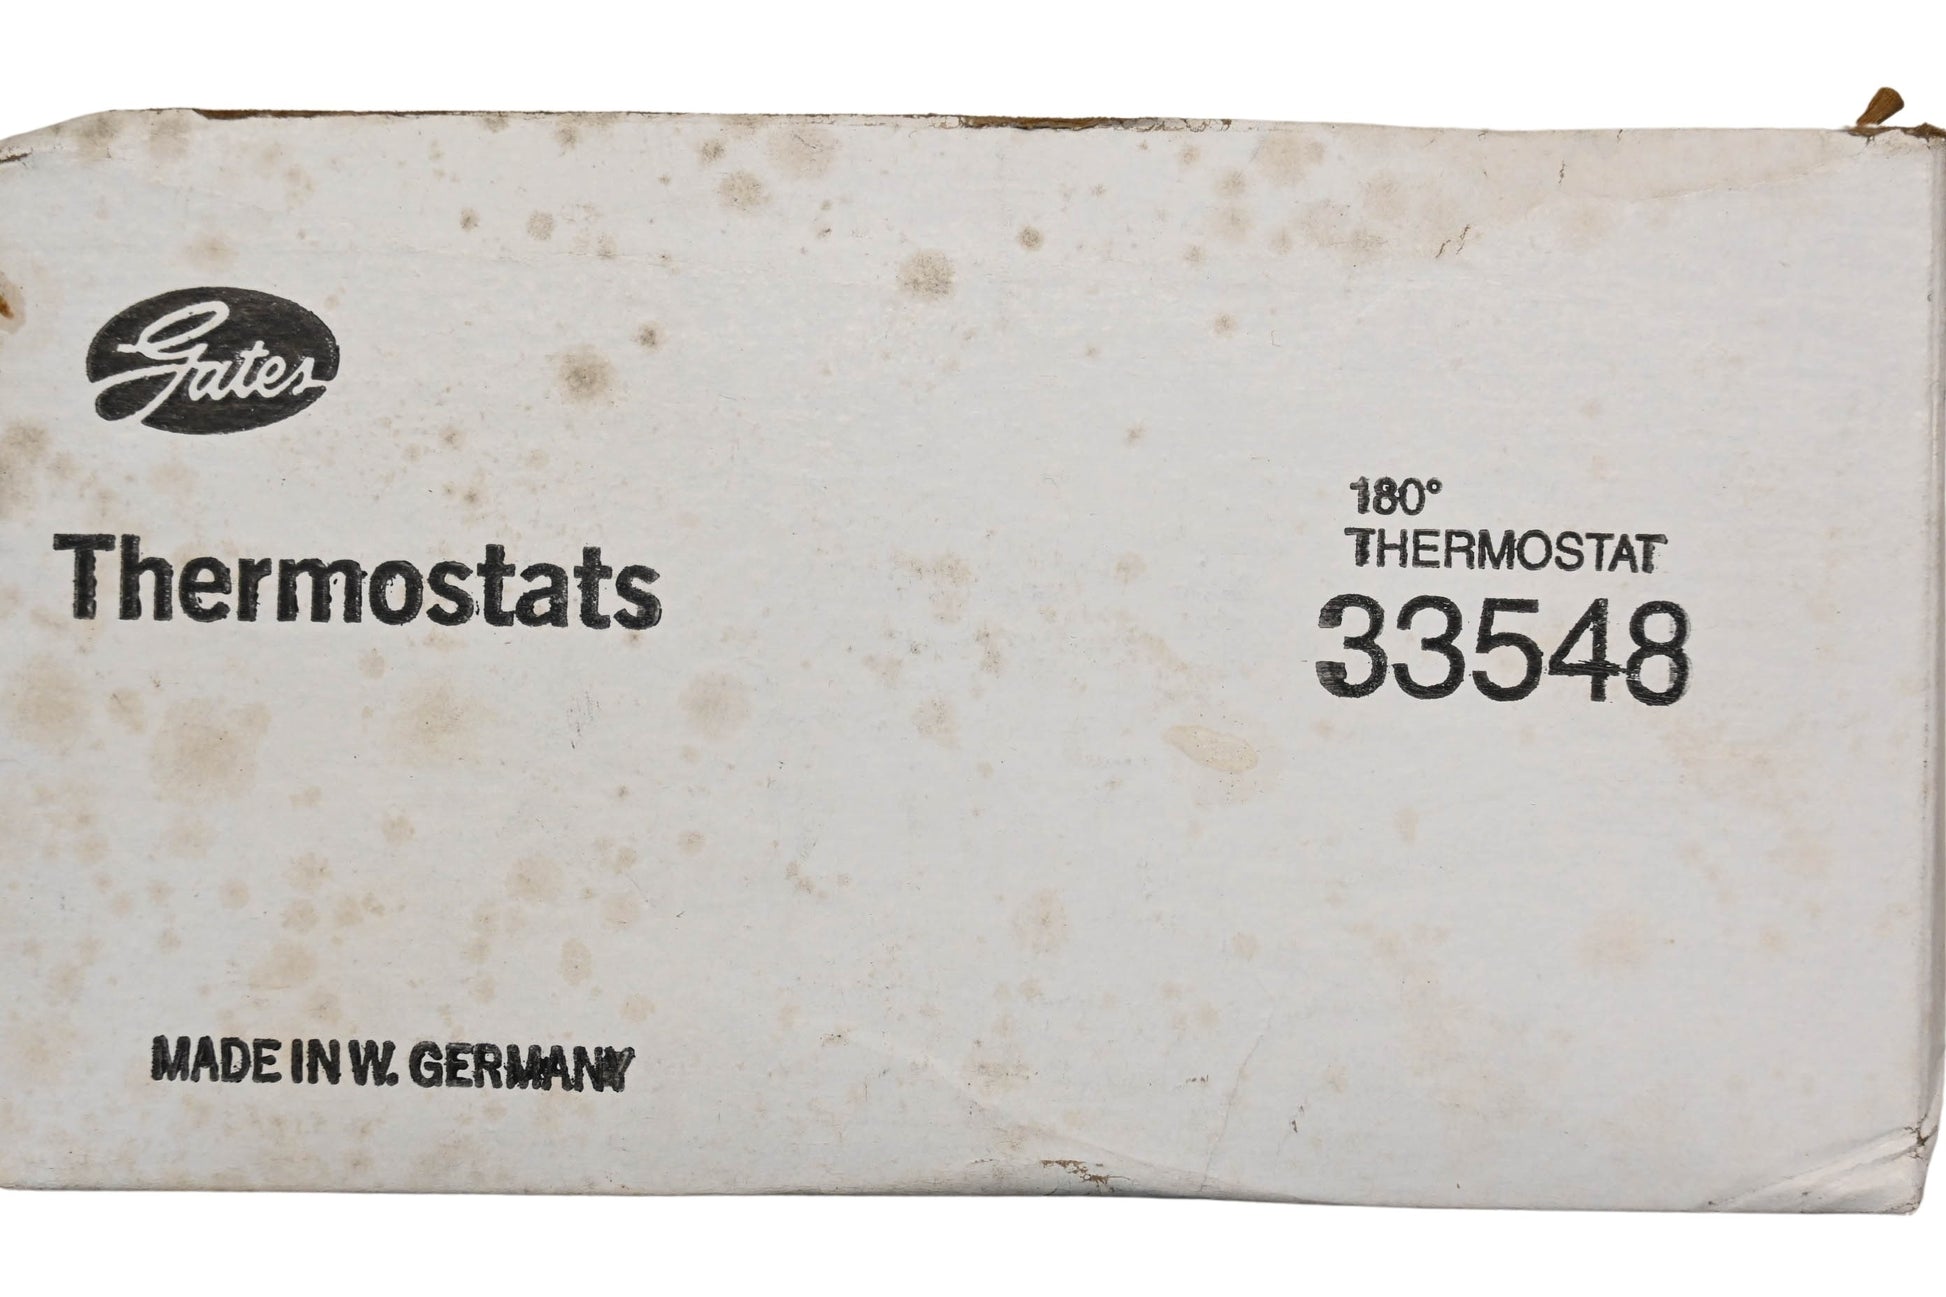 Gates
Thermostats
180°
THERMOSTAT
33548
MADE IN W. GERMANY